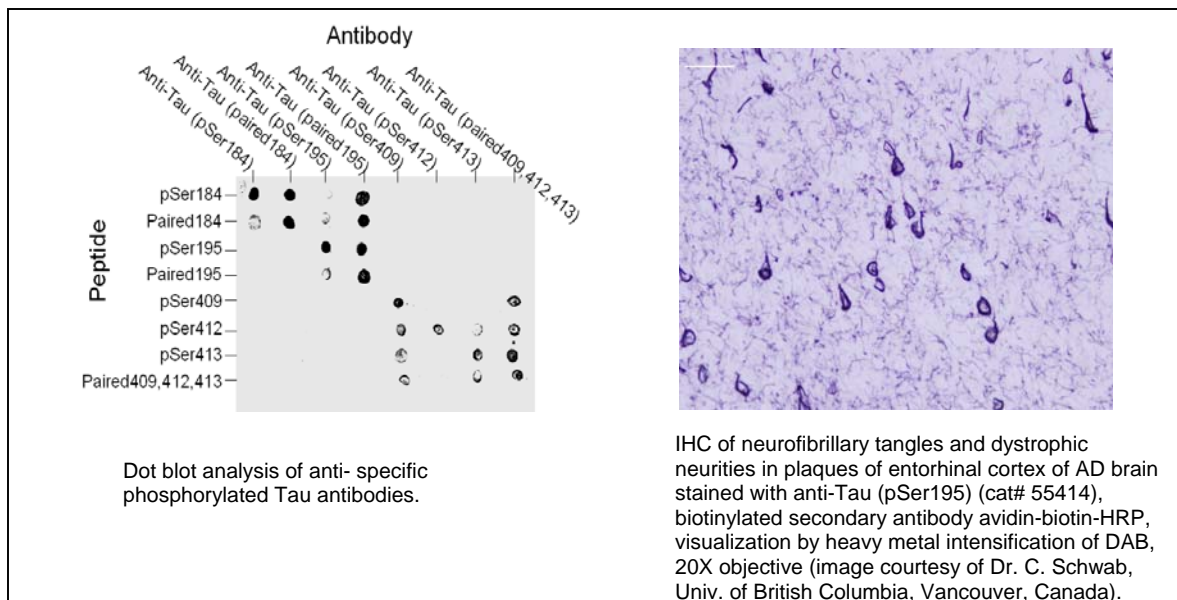 Antibody
Anti-Tau (pSer184)
Anti-Tau (paired184)
Anti-Tau (pSer195)
Anti-Tau (paired195)
Anti-Tau (pSer409)
Anti-Tau (pSer412)
Anti-Tau (pSer413)
Anti-Tau (paired409,412,413)
Peptide
pSer184
Paired184
pSer195
Paired195
pSer409
pSer412
pSer413
Paired409,412,413
Dot blot analysis of anti- specific
phosphorylated Tau antibodies.
IHC of neurofibrillary tangles and dystrophic
neurities in plaques of entorhinal cortex of AD brain
stained with anti-Tau (pSer195) (cat# 55414),
biotinylated secondary antibody avidin-biotin-HRP,
visualization by heavy metal intensification of DAB,
20X objective (image courtesy of Dr. C. Schwab,
Univ. of British Columbia, Vancouver, Canada).